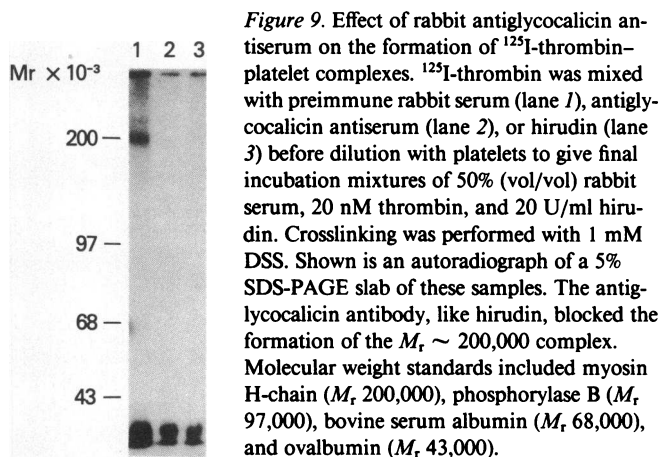 1 2 3
Mr × 10⁻³
200 —
97 —
68 —
43 —
Figure 9. Effect of rabbit antiglycocalicin an-
tiserum on the formation of ¹²⁵I-thrombin–
platelet complexes. ¹²⁵I-thrombin was mixed
with preimmune rabbit serum (lane 1), antigly-
cocalicin antiserum (lane 2), or hirudin (lane
3) before dilution with platelets to give final
incubation mixtures of 50% (vol/vol) rabbit
serum, 20 nM thrombin, and 20 U/ml hiru-
din. Crosslinking was performed with 1 mM
DSS. Shown is an autoradiograph of a 5%
SDS-PAGE slab of these samples. The antig-
lycocalicin antibody, like hirudin, blocked the
formation of the Mr ~ 200,000 complex.
Molecular weight standards included myosin
H-chain (Mr 200,000), phosphorylase B (Mr
97,000), bovine serum albumin (Mr 68,000),
and ovalbumin (Mr 43,000).